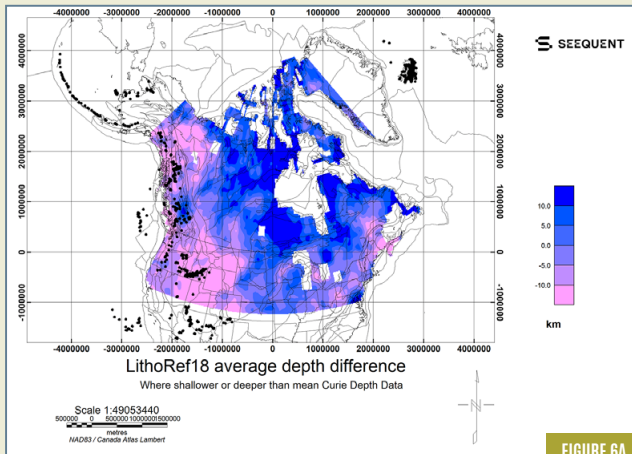 -4000000 -3000000 -2000000 -1000000 0 1000000 2000000 3000000 4000000
4000000
3000000
2000000
1000000
0
-1000000
4000000
3000000
2000000
1000000
0
-1000000
-4000000 -3000000 -2000000 -1000000 0 1000000 2000000 3000000 4000000
SEEQUENT
10.0
5.0
0.0
-5.0
-10.0
km
LithoRef18 average depth difference
Where shallower or deeper than mean Curie Depth Data
Scale 1:49053440
500000 0 500000 1000000 1500000
metres
NAD83 / Canada Atlas Lambert
N
FIGURE 6A